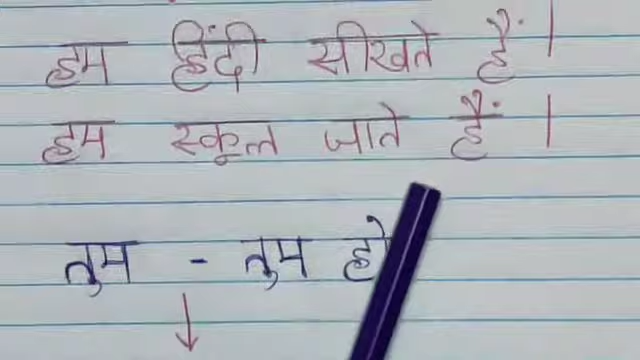 हम हिंदी सीखते हैं।
हम स्कूल जाते हैं।
तुम - तुम हो